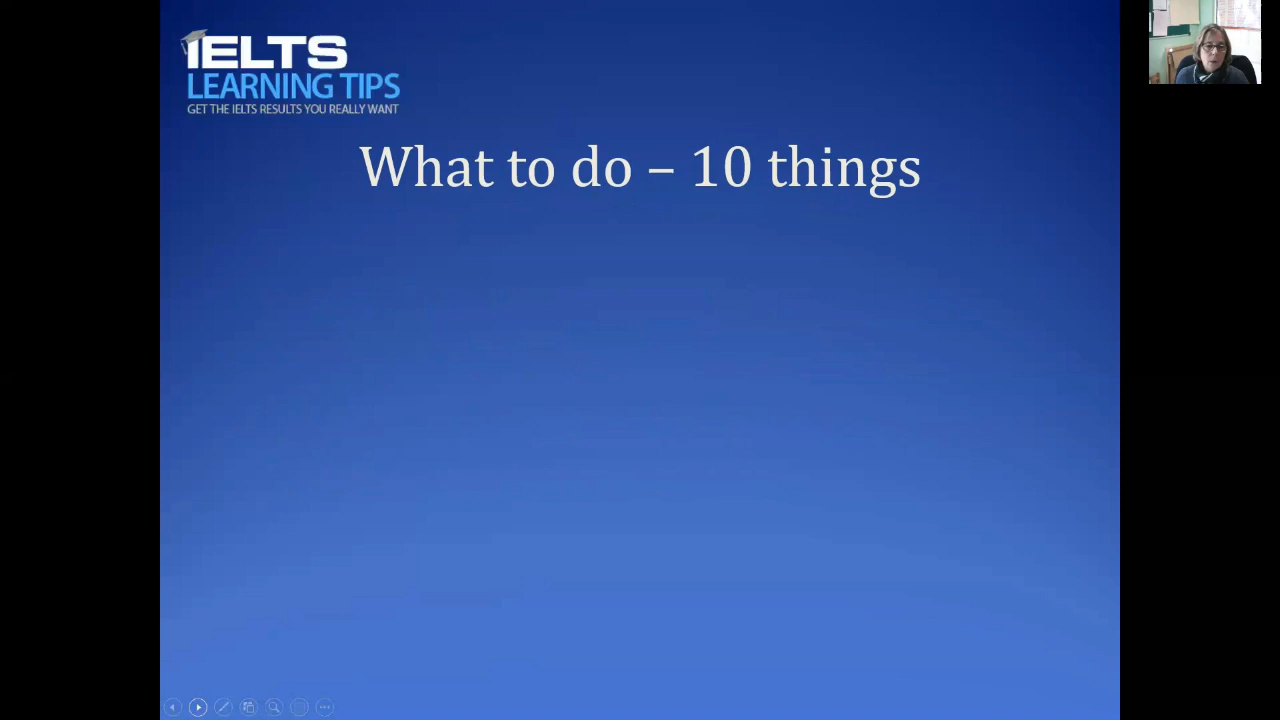 IELTS
LEARNING TIPS
GET THE IELTS RESULTS YOU REALLY WANT
What to do – 10 things